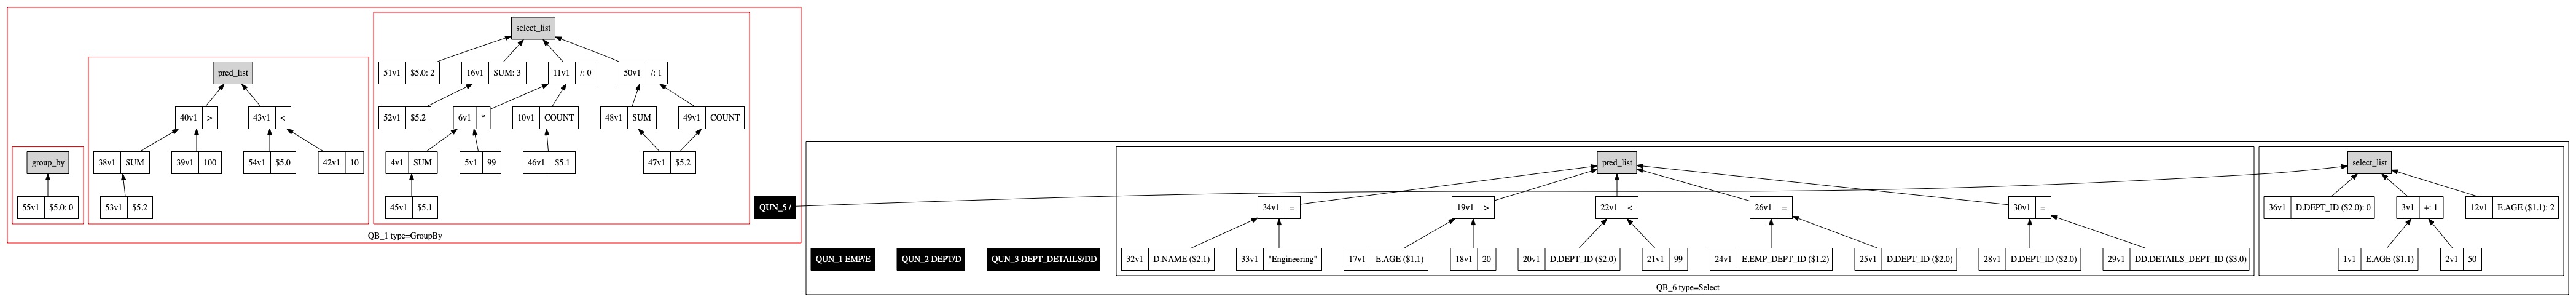 select_list
51v1 $5.0: 2 16v1 SUM: 3 11v1 /: 0 50v1 /: 1
52v1 $5.2 6v1 * 10v1 COUNT 48v1 SUM 49v1 COUNT
4v1 SUM 5v1 99 46v1 $5.1 47v1 $5.2
45v1 $5.1
pred_list
40v1 > 43v1 <
38v1 SUM 39v1 100 54v1 $5.0 42v1 10
53v1 $5.2
group_by
55v1 $5.0: 0
QUN_5 /
QB_1 type=GroupBy
pred_list
34v1 = 19v1 > 22v1 < 26v1 = 30v1 =
32v1 D.NAME ($2.1) 33v1 "Engineering" 17v1 E.AGE ($1.1) 18v1 20 20v1 D.DEPT_ID ($2.0) 21v1 99 24v1 E.EMP_DEPT_ID ($1.2) 25v1 D.DEPT_ID ($2.0) 28v1 D.DEPT_ID ($2.0) 29v1 DD.DETAILS_DEPT_ID ($3.0)
select_list
36v1 D.DEPT_ID ($2.0): 0 3v1 +: 1 12v1 E.AGE ($1.1): 2
1v1 E.AGE ($1.1) 2v1 50
QUN_1 EMP/E QUN_2 DEPT/D QUN_3 DEPT_DETAILS/DD
QB_6 type=Select